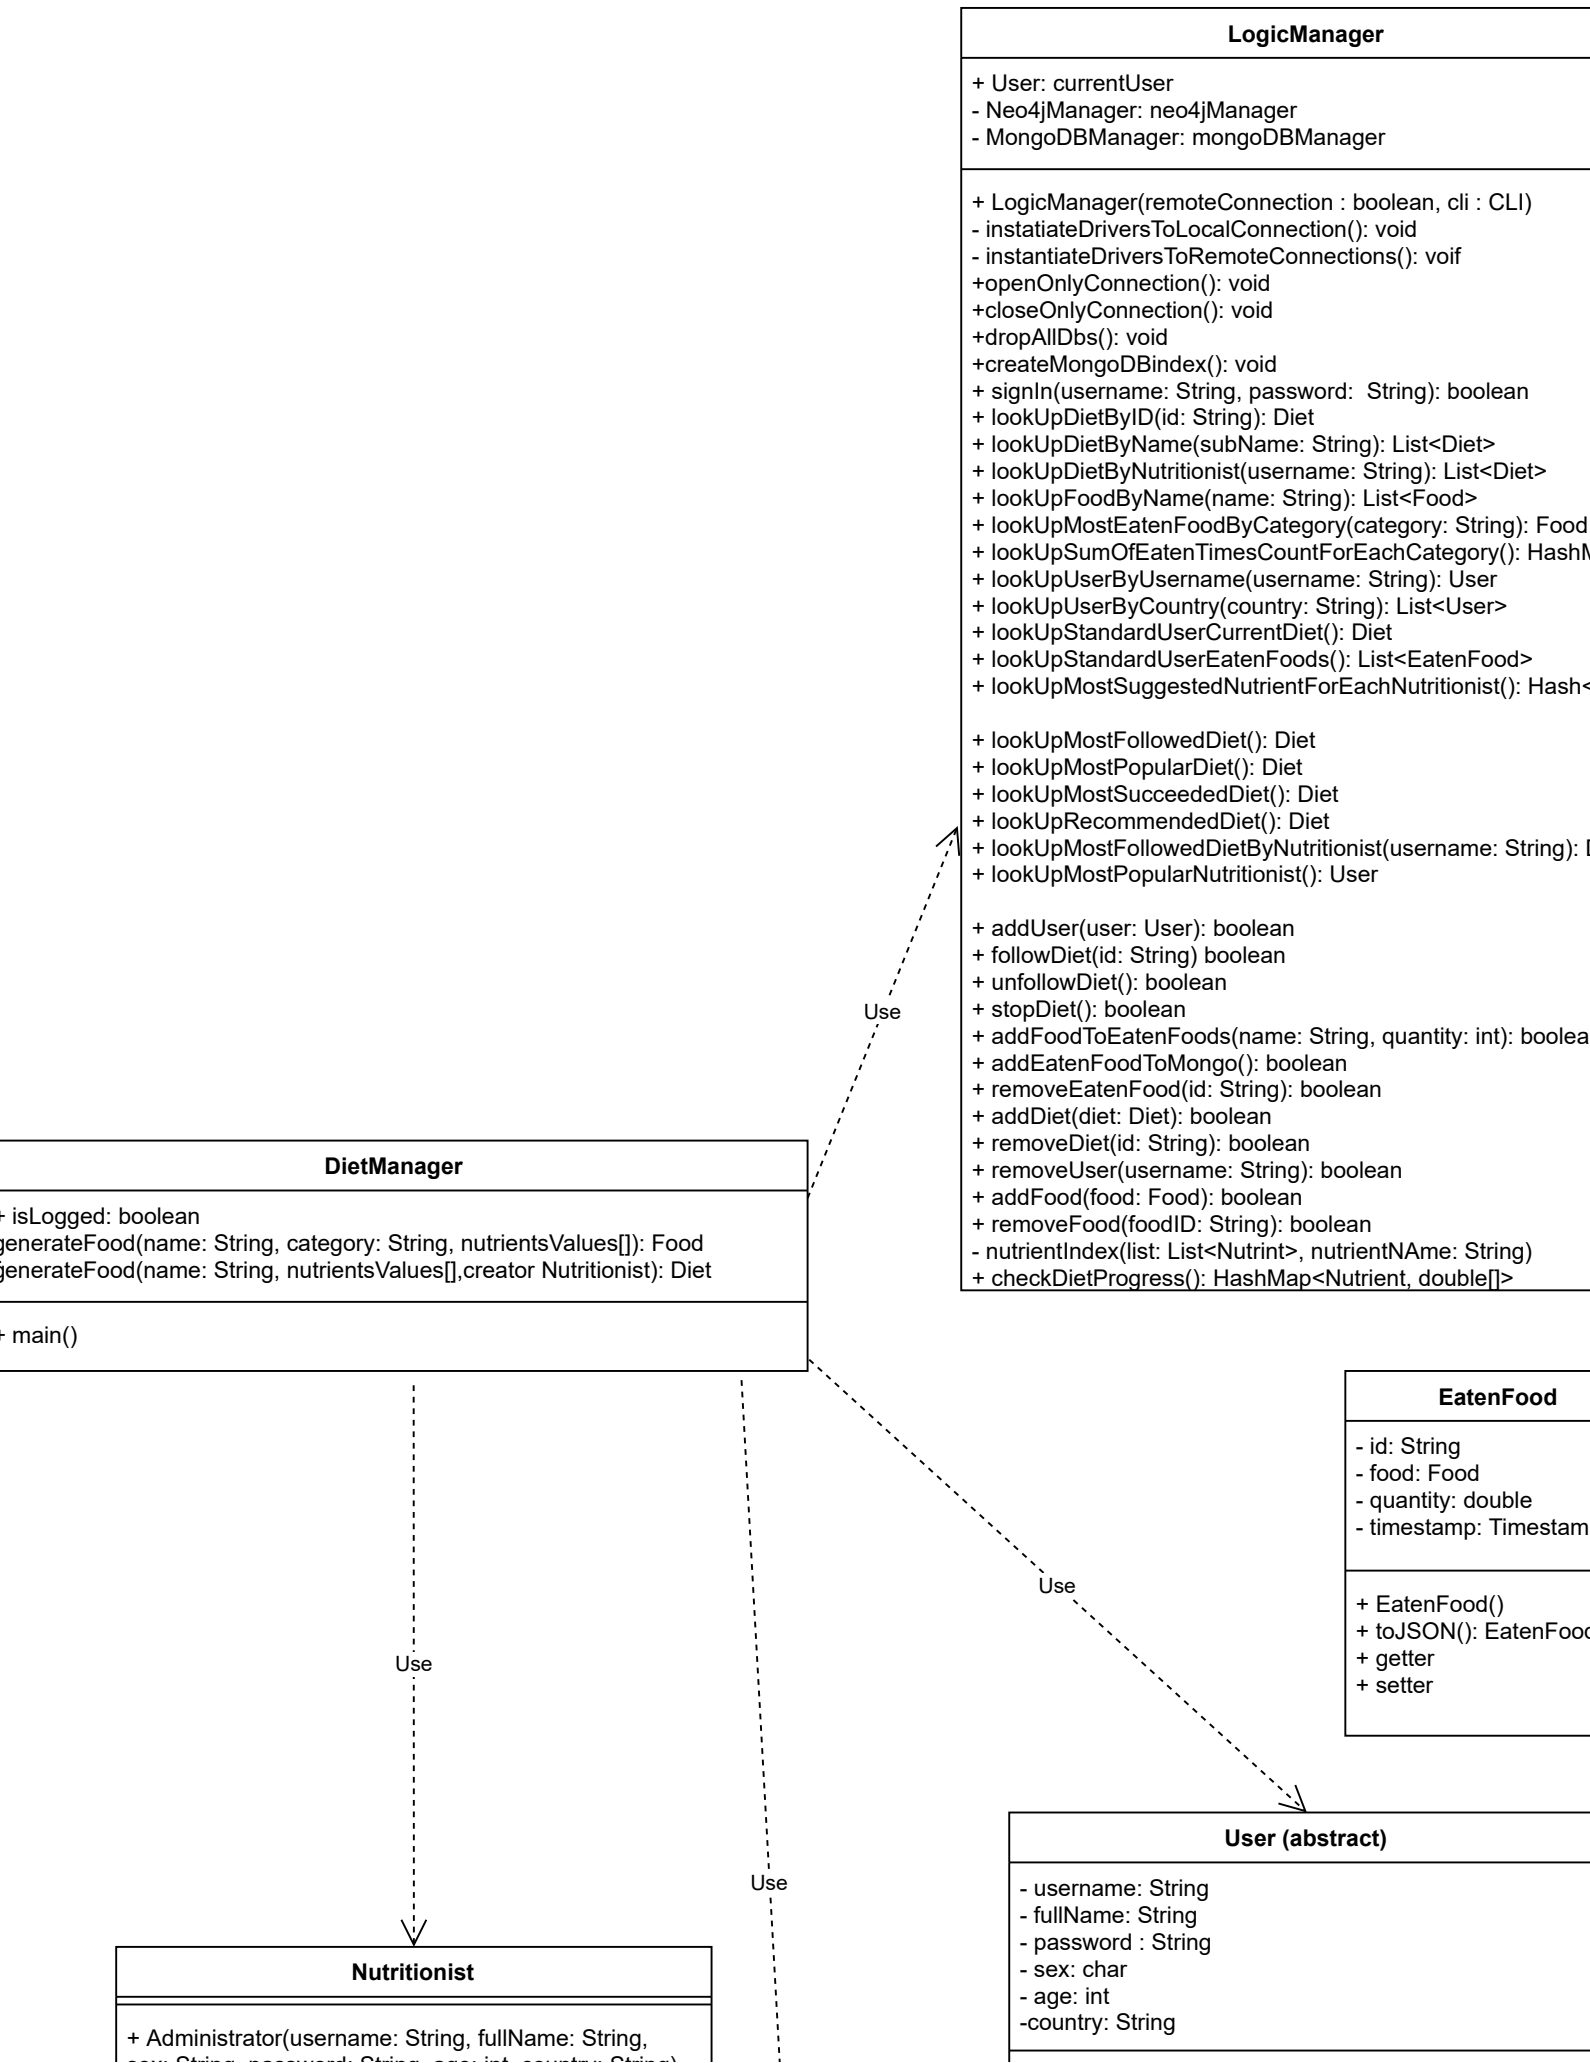 LogicManager
+ User: currentUser
- Neo4jManager: neo4jManager
- MongoDBManager: mongoDBManager
+ LogicManager(remoteConnection : boolean, cli : CLI)
- instatiateDriversToLocalConnection(): void
- instantiateDriversToRemoteConnections(): voif
+openOnlyConnection(): void
+closeOnlyConnection(): void
+dropAllDbs(): void
+createMongoDBindex(): void
+ signIn(username: String, password:  String): boolean
+ lookUpDietByID(id: String): Diet
+ lookUpDietByName(subName: String): List<Diet>
+ lookUpDietByNutritionist(username: String): List<Diet>
+ lookUpFoodByName(name: String): List<Food>
+ lookUpMostEatenFoodByCategory(category: String): Food
+ lookUpSumOfEatenTimesCountForEachCategory():
+ lookUpUserByUsername(username: String): User
+ lookUpUserByCountry(country: String): List<User>
+ lookUpStandardUserCurrentDiet(): Diet
+ lookUpStandardUserEatenFoods(): List<EatenFood>
+ lookUpMostSuggestedNutrientForEachNutritionist(): Hash<
+ lookUpMostFollowedDiet(): Diet
+ lookUpMostPopularDiet(): Diet
+ lookUpMostSucceededDiet(): Diet
+ lookUpRecommendedDiet(): Diet
+ lookUpMostFollowedDietByNutritionist(username: String):
+ lookUpMostPopularNutritionist(): User
+ addUser(user: User): boolean
+ followDiet(id: String) boolean
+ unfollowDiet(): boolean
+ stopDiet(): boolean
+ addFoodToEatenFoods(name: String, quantity: int): boolea
+ addEatenFoodToMongo(): boolean
+ removeEatenFood(id: String): boolean
+ addDiet(diet: Diet): boolean
+ removeDiet(id: String): boolean
+ removeUser(username: String): boolean
+ addFood(food: Food): boolean
+ removeFood(foodID: String): boolean
- nutrientIndex(list: List<Nutrint>, nutrientNAme: String)
+ checkDietProgress(): HashMap<Nutrient, double[]>
Use
DietManager
+ isLogged: boolean
generateFood(name: String, category: String, nutrientsValues[]): Food
generateFood(name: String, nutrientsValues[],creator Nutritionist): Diet
+ main()
EatenFood
- id: String
- food: Food
- quantity: double
- timestamp: Timestam
+ EatenFood()
+ toJSON(): EatenFood
+ getter
+ setter
Use
Use
Use
User (abstract)
- username: String
- fullName: String
- password : String
- sex: char
- age: int
-country: String
Nutritionist
+ Administrator(username: String, fullName: String,
sex: String, password: String, age: int, country: String)